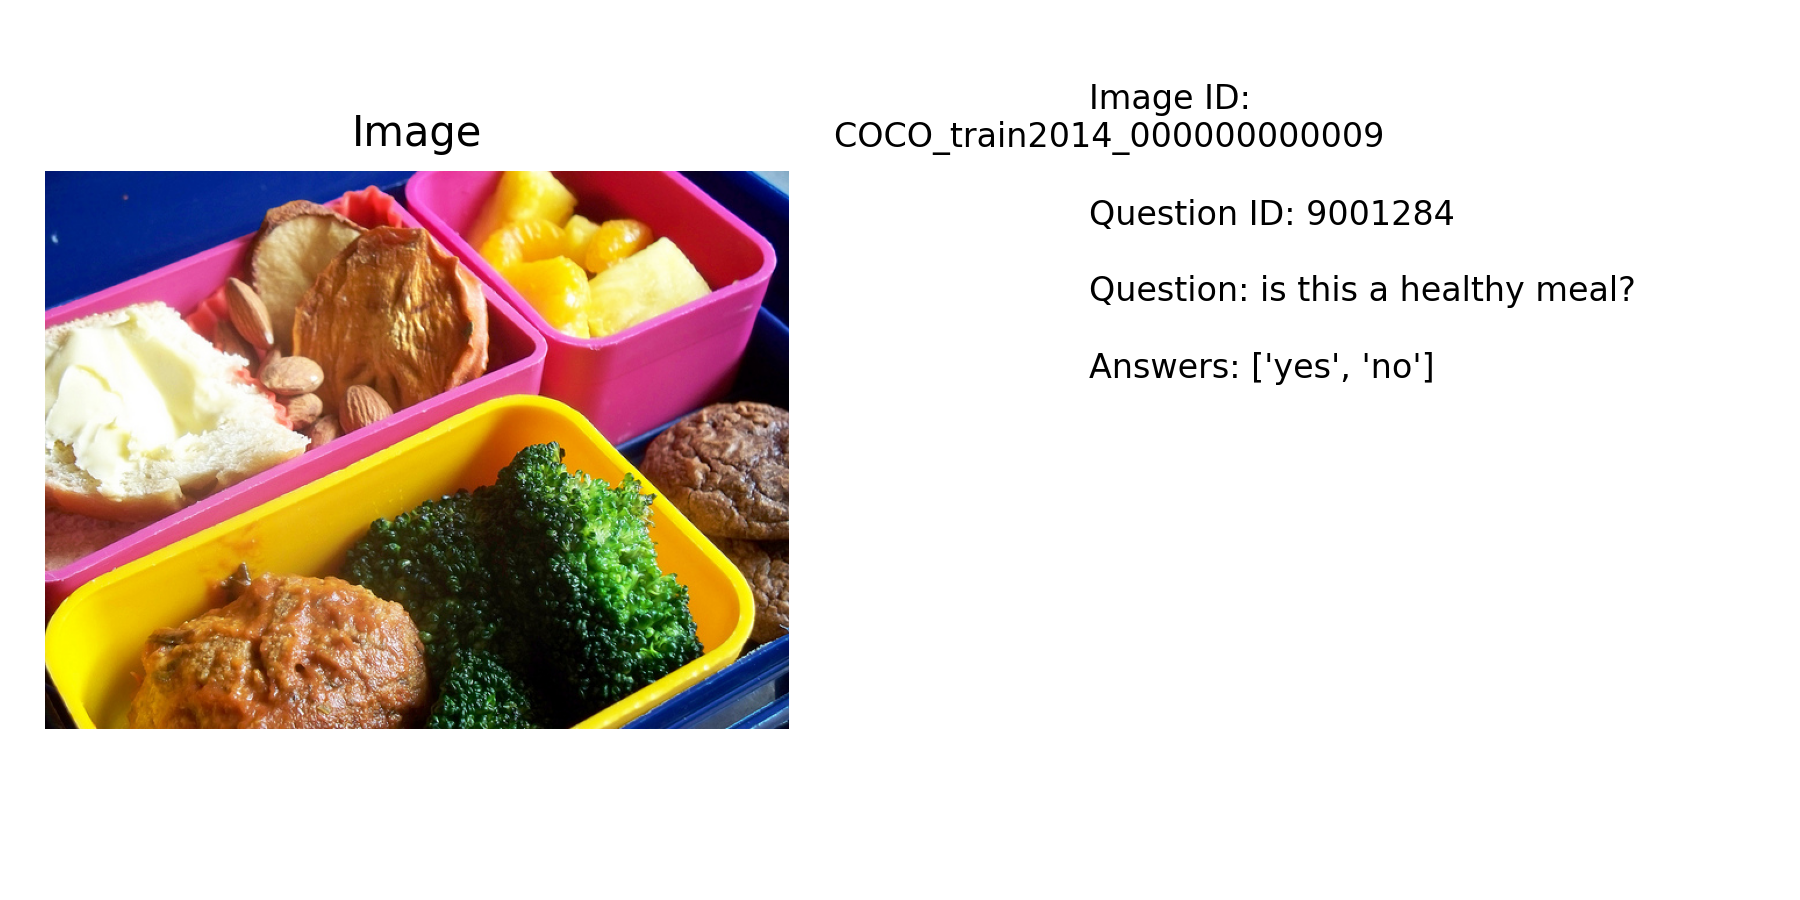 Image
Image ID:
COCO_train2014_000000000009
Question ID: 9001284
Question: is this a healthy meal?
Answers: ['yes', 'no']